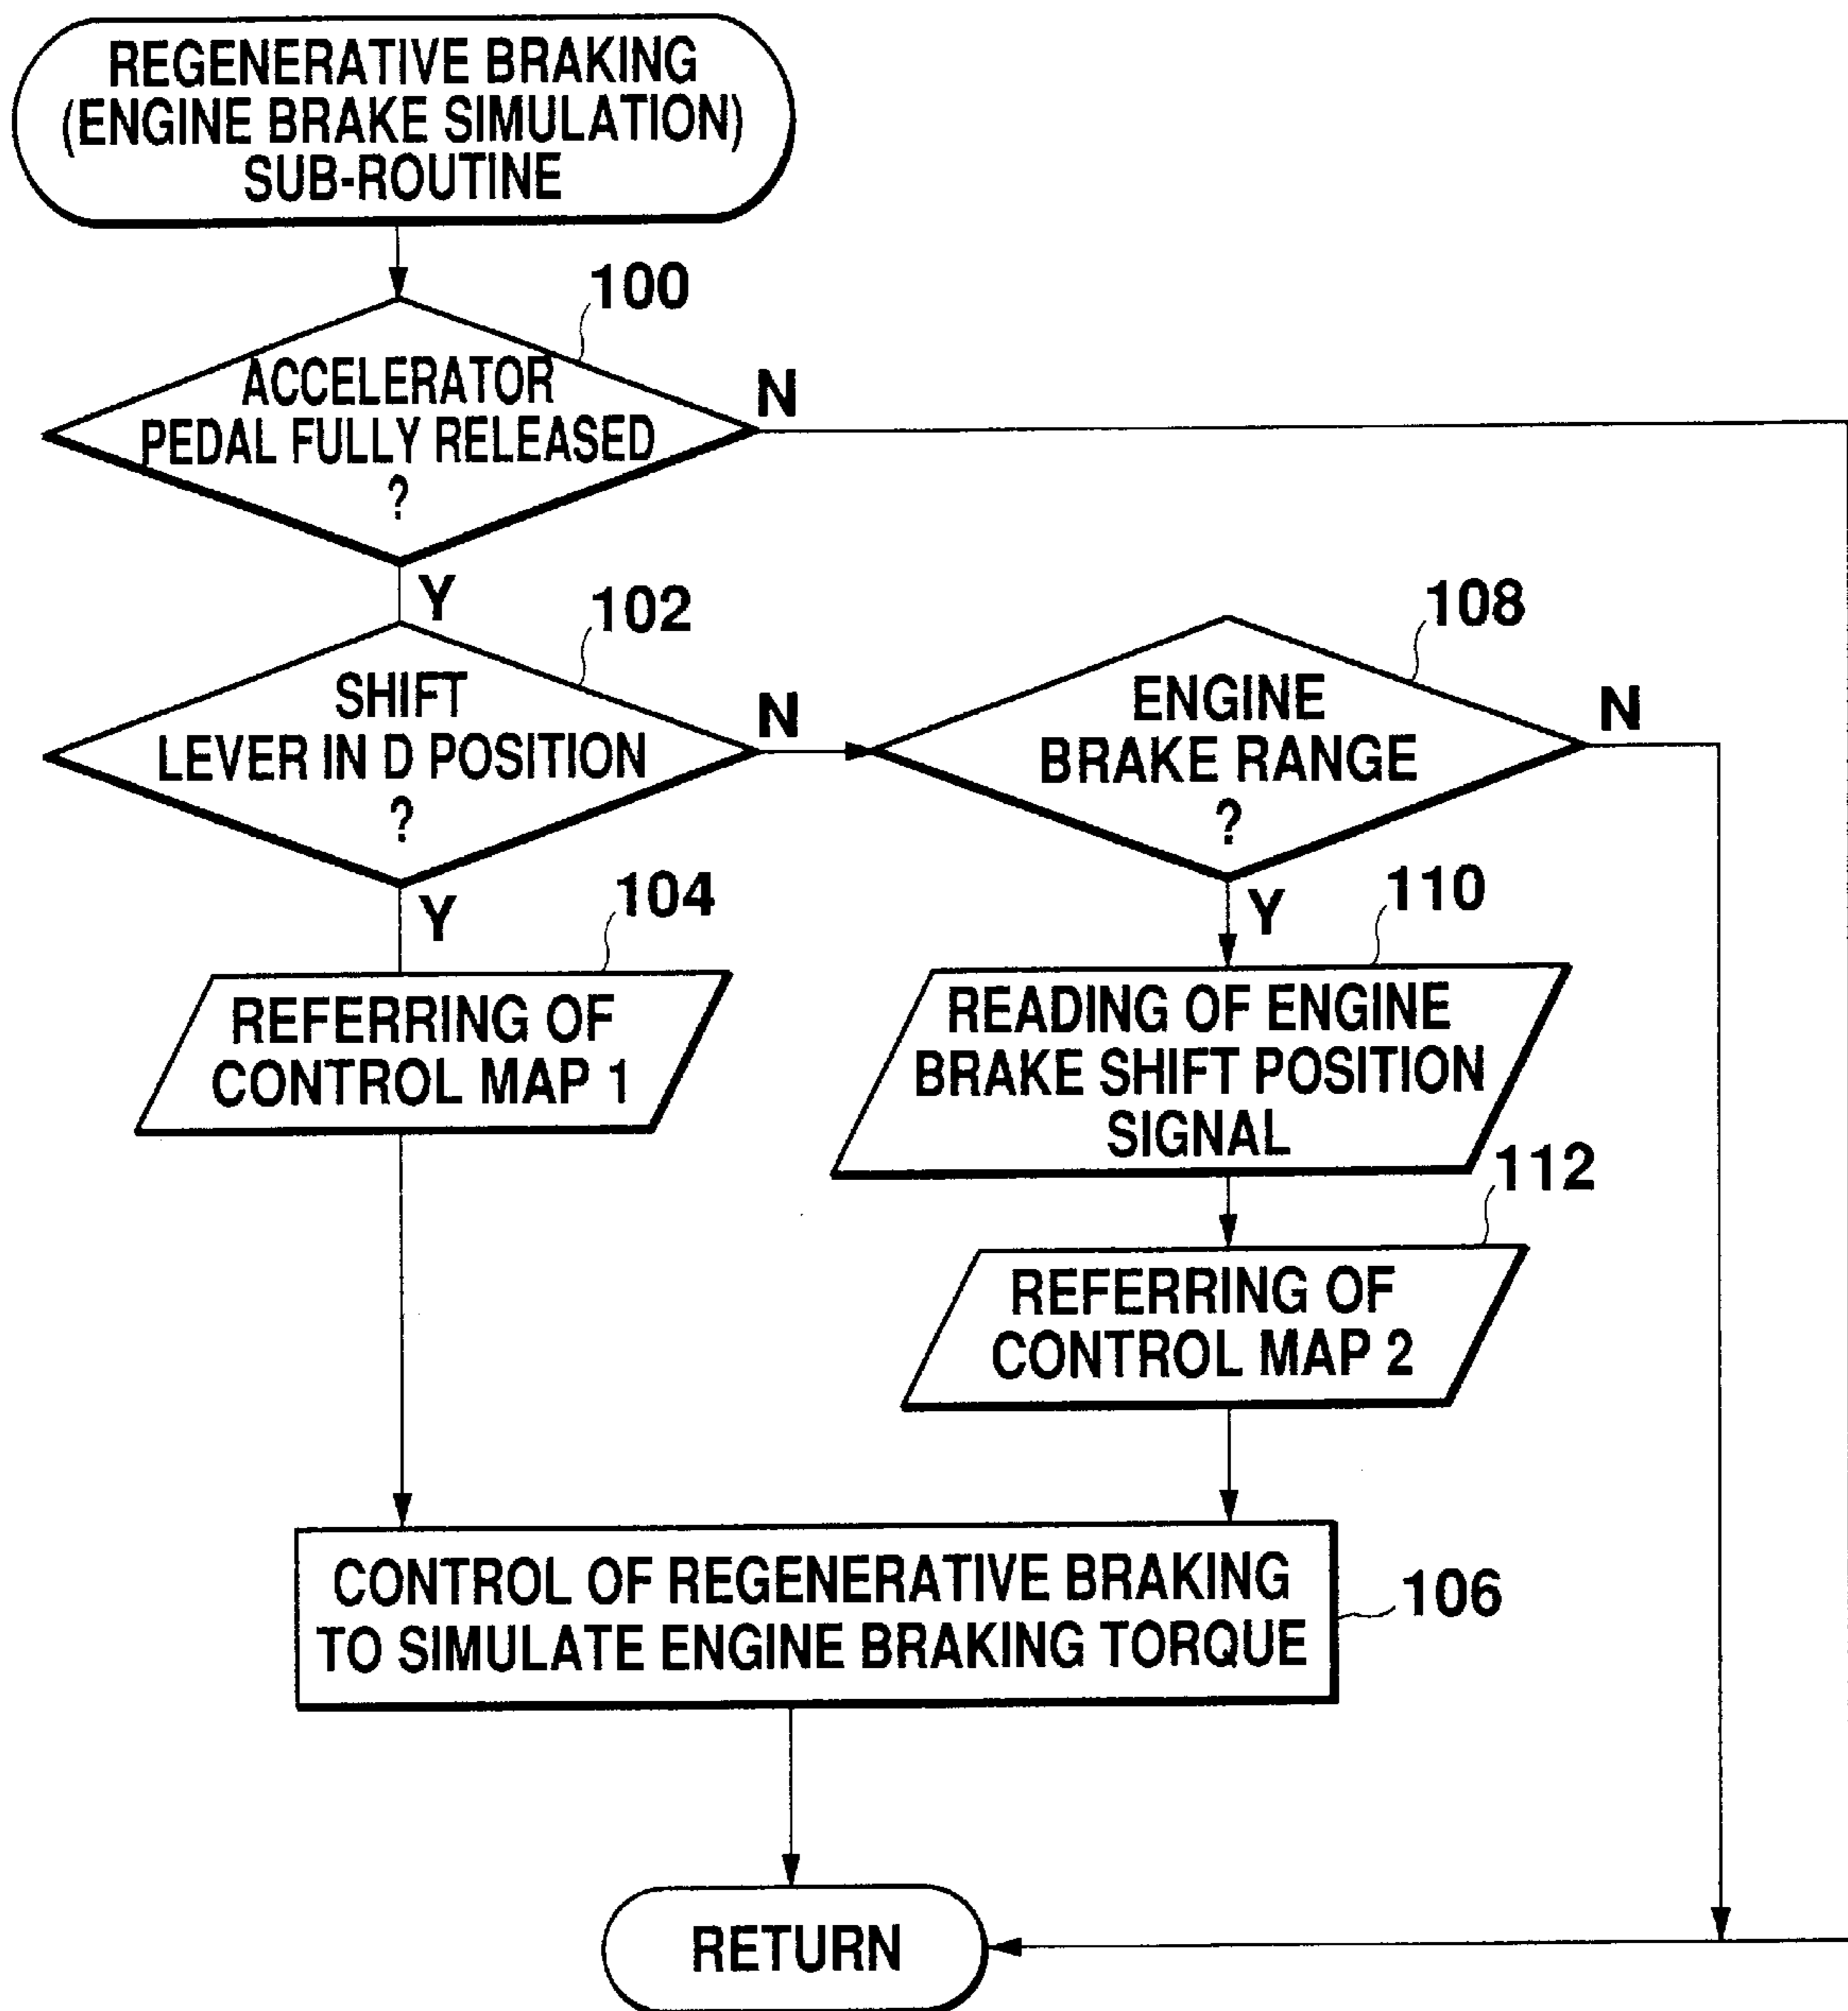 REGENERATIVE BRAKING
(ENGINE BRAKE SIMULATION)
SUB-ROUTINE
100
ACCELERATOR
PEDAL FULLY RELEASED
?
N
Y
102
SHIFT
LEVER IN D POSITION
?
N
Y
108
ENGINE
BRAKE RANGE
?
N
Y
104
REFERRING OF
CONTROL MAP 1
110
READING OF ENGINE
BRAKE SHIFT POSITION
SIGNAL
112
REFERRING OF
CONTROL MAP 2
CONTROL OF REGENERATIVE BRAKING
TO SIMULATE ENGINE BRAKING TORQUE
106
RETURN